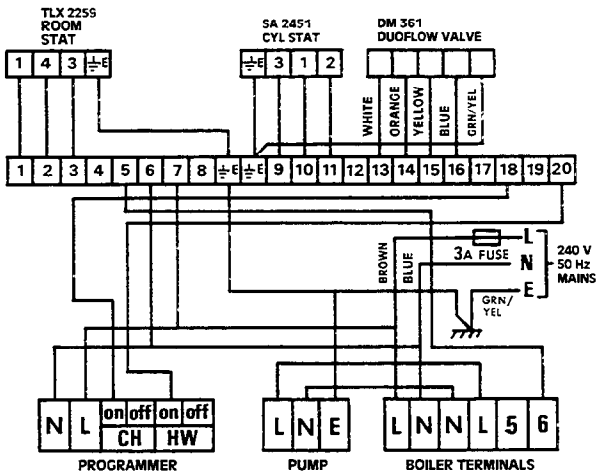 TLX 2259
ROOM
STAT
SA 2451
CYL STAT
DM 361
DUOFLOW VALVE
1 4 3 E
E 3 1 2
WHITE
ORANGE
YELLOW
BLUE
GRN/YEL
1 2 3 4 5 6 7 8 E E 9 10 11 12 13 14 15 16 17 18 19 20
BROWN
BLUE
L
3A FUSE
N
E
GRN/
YEL
240 V
50 Hz
MAINS
N L on off on off
CH HW
L N E
L N N L 5 6
PROGRAMMER
PUMP
BOILER TERMINALS